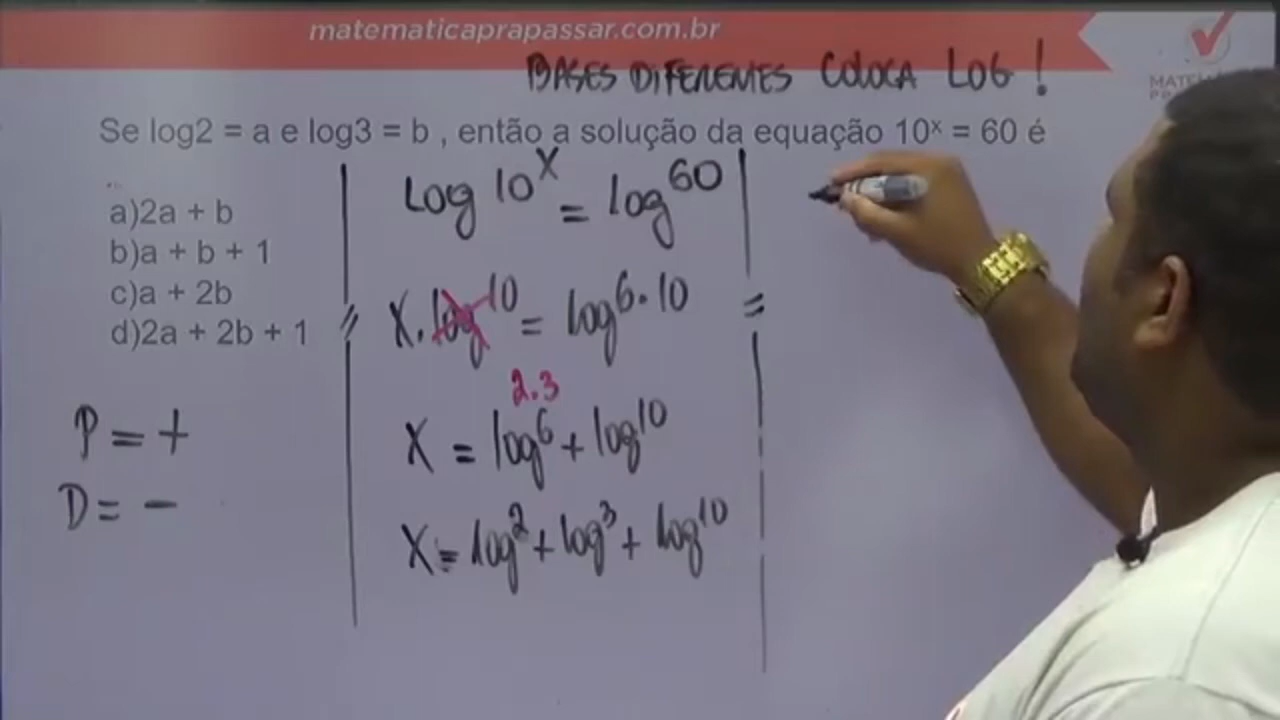 matematicaprapassar.com.br
BASES DIFERENTES COLOCA LOG!
Se log2 = a e log3 = b , então a solução da equação 10ˣ = 60 é
a)2a + b
b)a + b + 1
c)a + 2b
d)2a + 2b + 1
P = +
D = -
Log 10ˣ = log 60
X . log 10 = log 6 . 10
2.3
X = log 6 + log 10
X = log 2 + log 3 + log 10